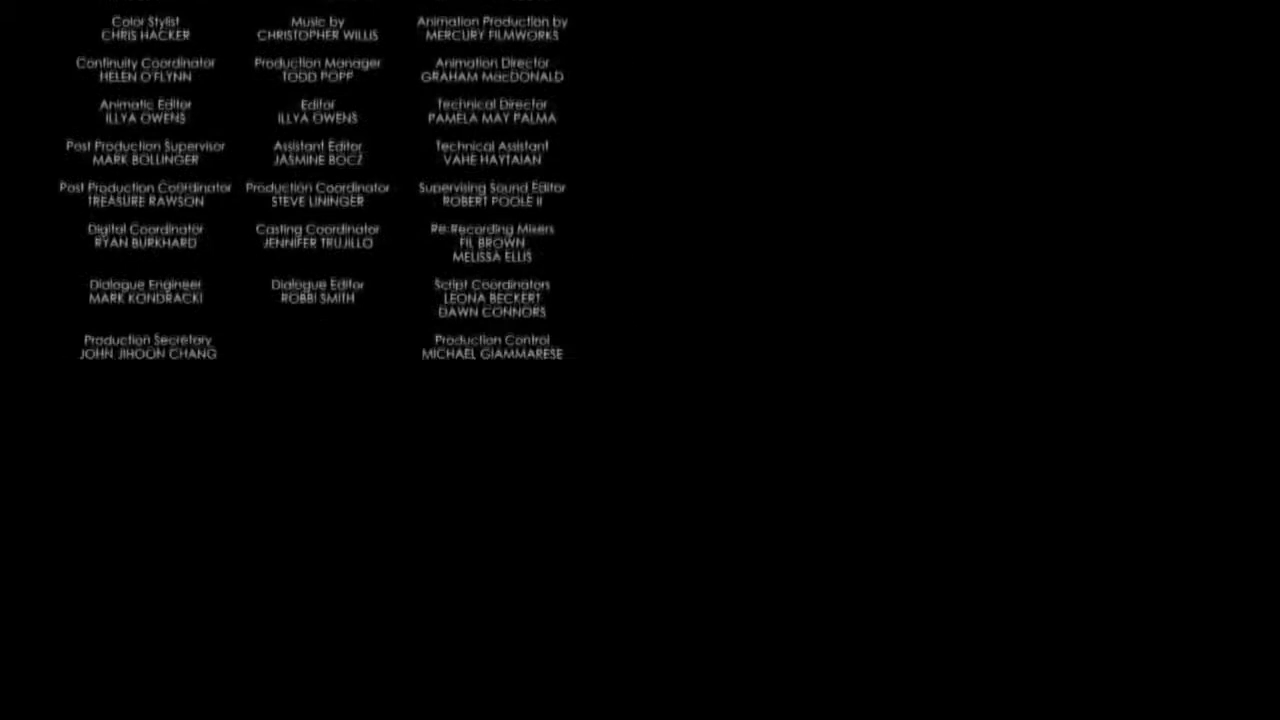 Color Stylist
CHRIS HACKER
Continuity Coordinator
HELEN O'FLYNN
Animatic Editor
ILLYA OWENS
Post Production Supervisor
MARK BOLLINGER
Post Production Coordinator
TREASURE RAWSON
Digital Coordinator
RYAN BURKHARD
Dialogue Engineer
MARK KONDRACKI
Production Secretary
JOHN JIHOON CHANG
Music by
CHRISTOPHER WILLIS
Production Manager
TODD POPP
Editor
ILLYA OWENS
Assistant Editor
JASMINE BOCZ
Production Coordinator
STEVE LININGER
Casting Coordinator
JENNIFER TRUJILLO
Dialogue Editor
ROBBI SMITH
Animation Production by
MERCURY FILMWORKS
Animation Director
GRAHAM MacDONALD
Technical Director
PAMELA MAY PALMA
Technical Assistant
VAHE HAYTAIAN
Supervising Sound Editor
ROBERT POOLE II
Re-Recording Mixers
FIL BROWN
MELISSA ELLIS
Script Coordinators
LEONA BECKERT
DAWN CONNORS
Production Control
MICHAEL GIAMMARESE